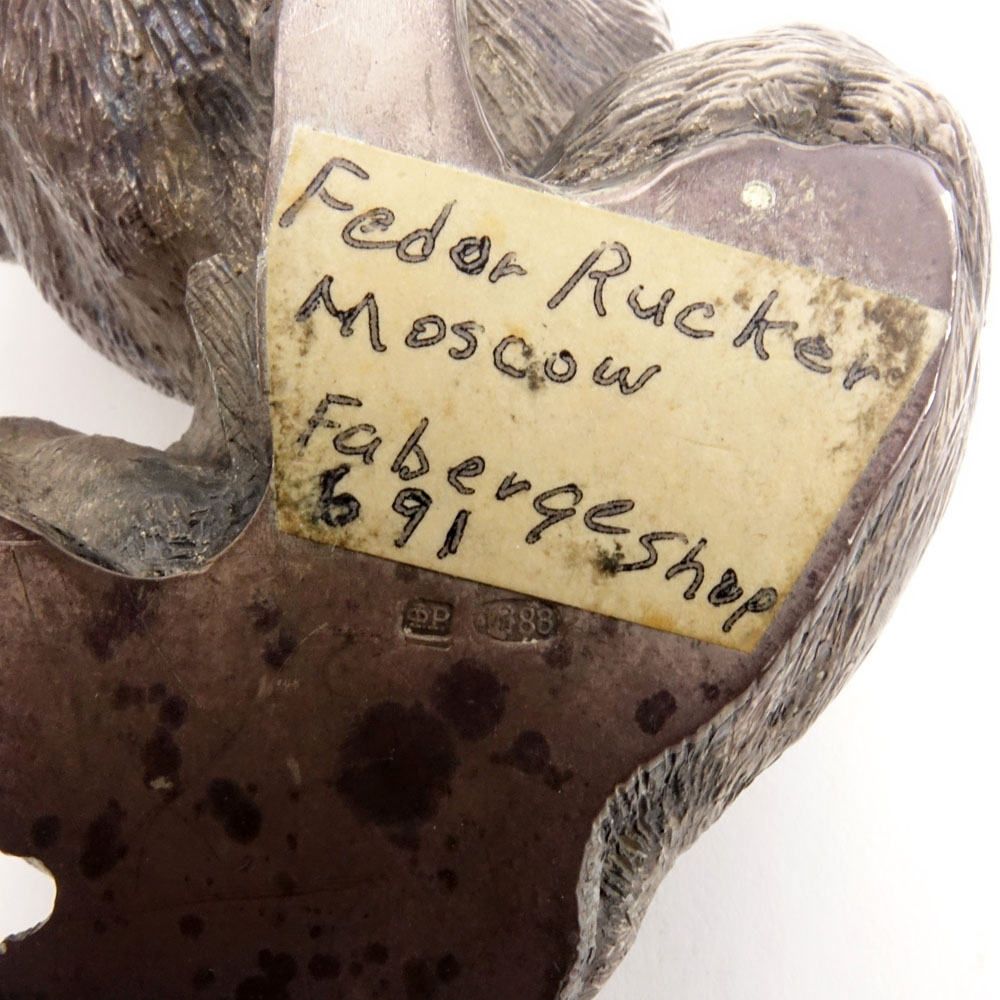 Fedor Rucker
Moscow
Fabergeshop
691
ФР 88